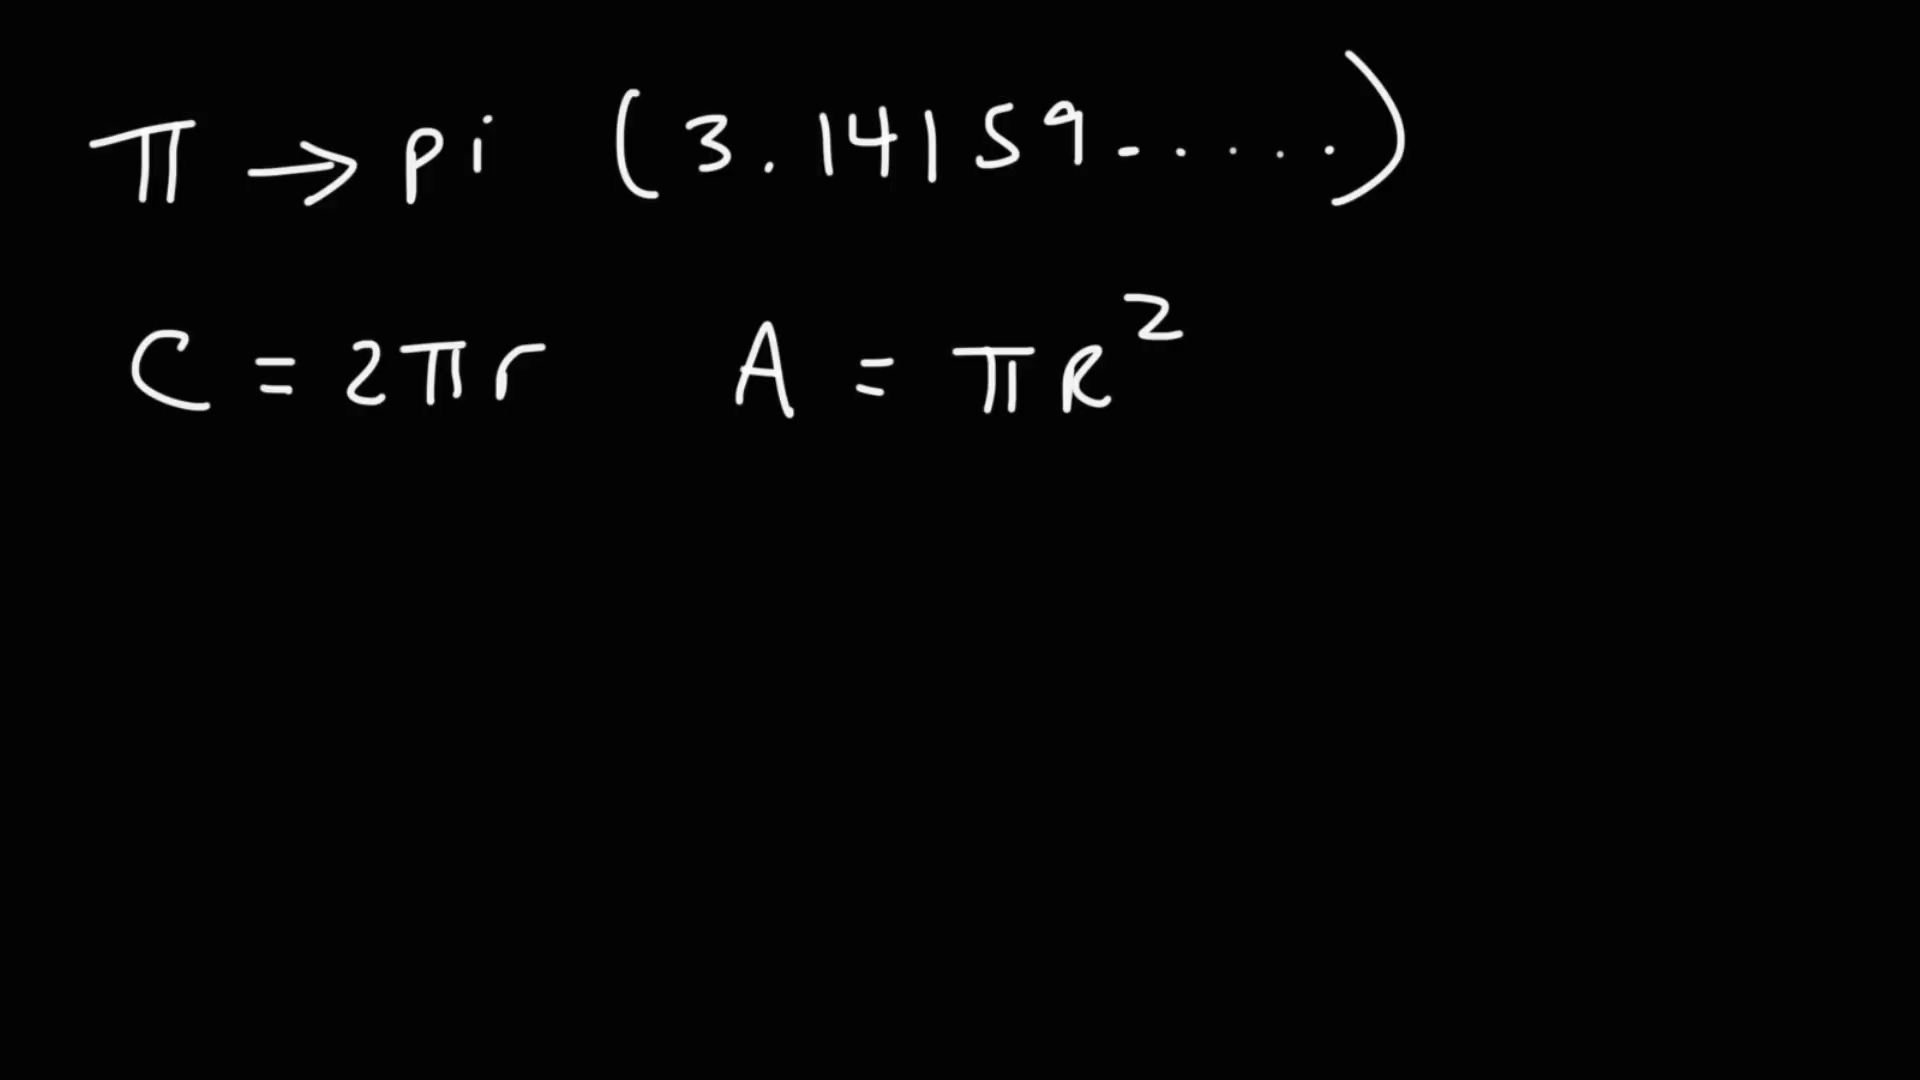 π → pi (3.14159.....)
C = 2πr A = πR²